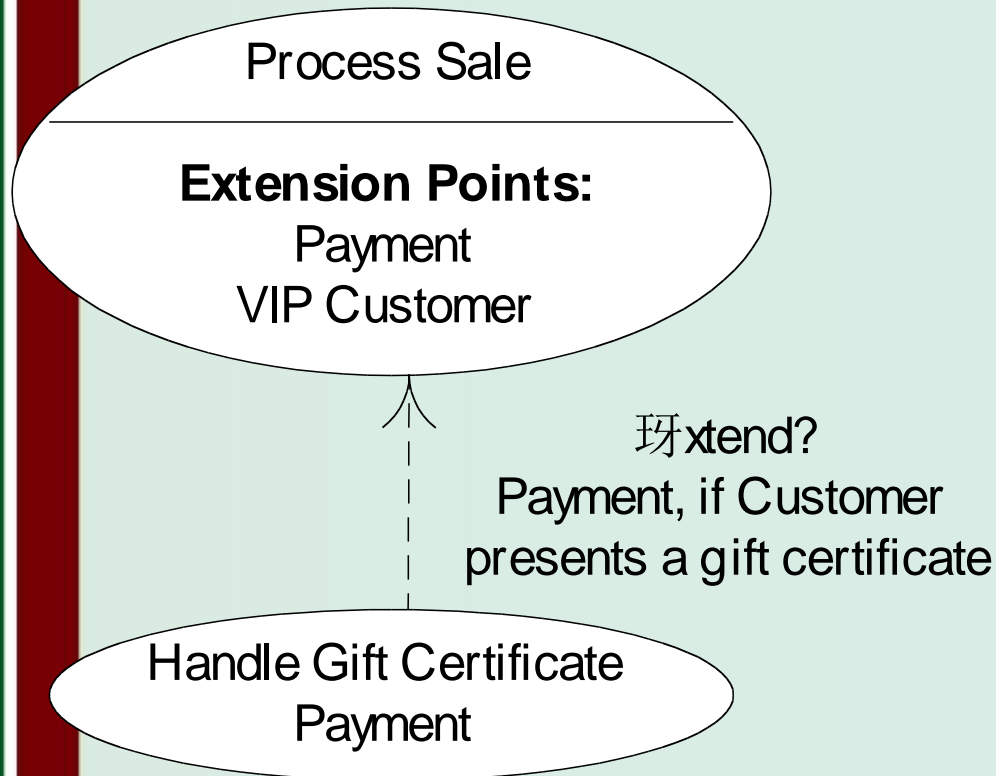 Process Sale
Extension Points:
Payment
VIP Customer
玡xtend?
Payment, if Customer
presents a gift certificate
Handle Gift Certificate
Payment